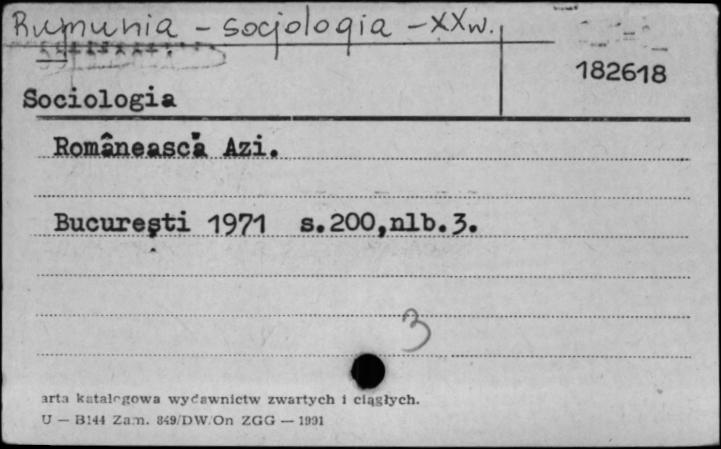 Rumunia - socjologia - XX w.
182618
Sociologia
Românească Azi.
București 1971 s.200,nlb.3.
3
arta katalogowa wydawnictw zwartych i ciągłych.
U — B144 Zam. 849/DW/On ZGG — 1991